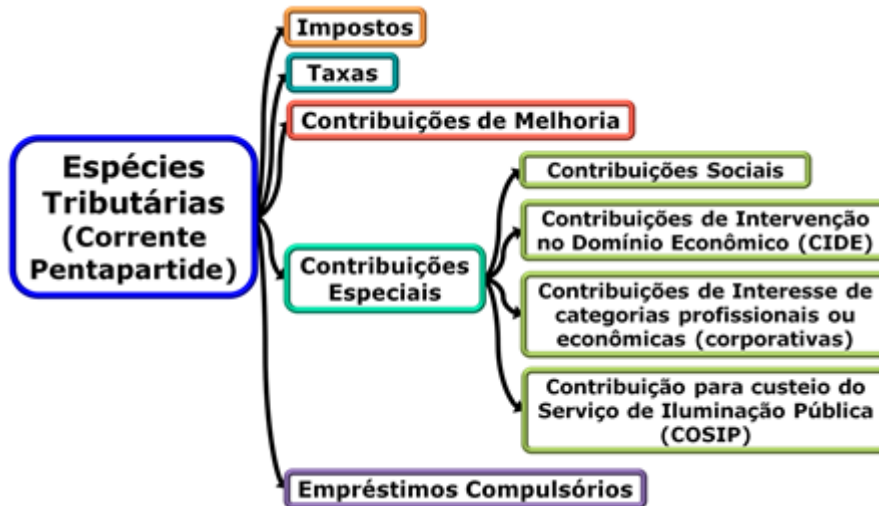 Espécies
Tributárias
(Corrente
Pentapartide)
Impostos
Taxas
Contribuições de Melhoria
Contribuições
Especiais
Contribuições Sociais
Contribuições de Intervenção
no Domínio Econômico (CIDE)
Contribuições de Interesse de
categorias profissionais ou
econômicas (corporativas)
Contribuição para custeio do
Serviço de Iluminação Pública
(COSIP)
Empréstimos Compulsórios